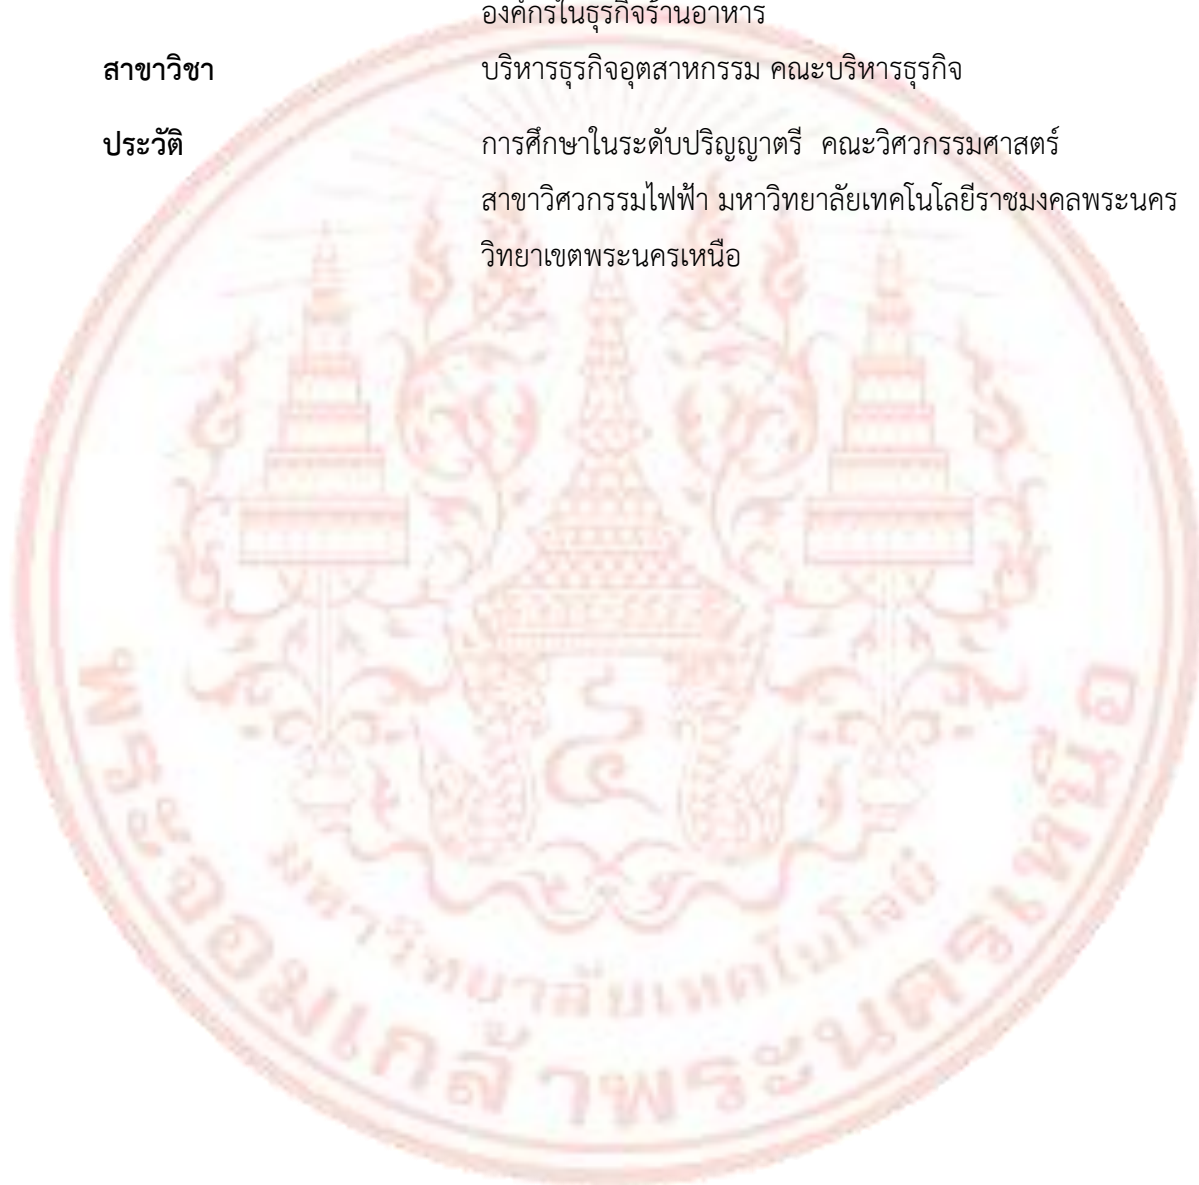 องค์กรในธุรกิจร้านอาหาร
สาขาวิชา บริหารธุรกิจอุตสาหกรรม คณะบริหารธุรกิจ
ประวัติ การศึกษาในระดับปริญญาตรี คณะวิศวกรรมศาสตร์
สาขาวิศวกรรมไฟฟ้า มหาวิทยาลัยเทคโนโลยีราชมงคลพระนคร
วิทยาเขตพระนครเหนือ
มหาวิทยาลัยเทคโนโลยี
พระจอมเกล้าพระนครเหนือ